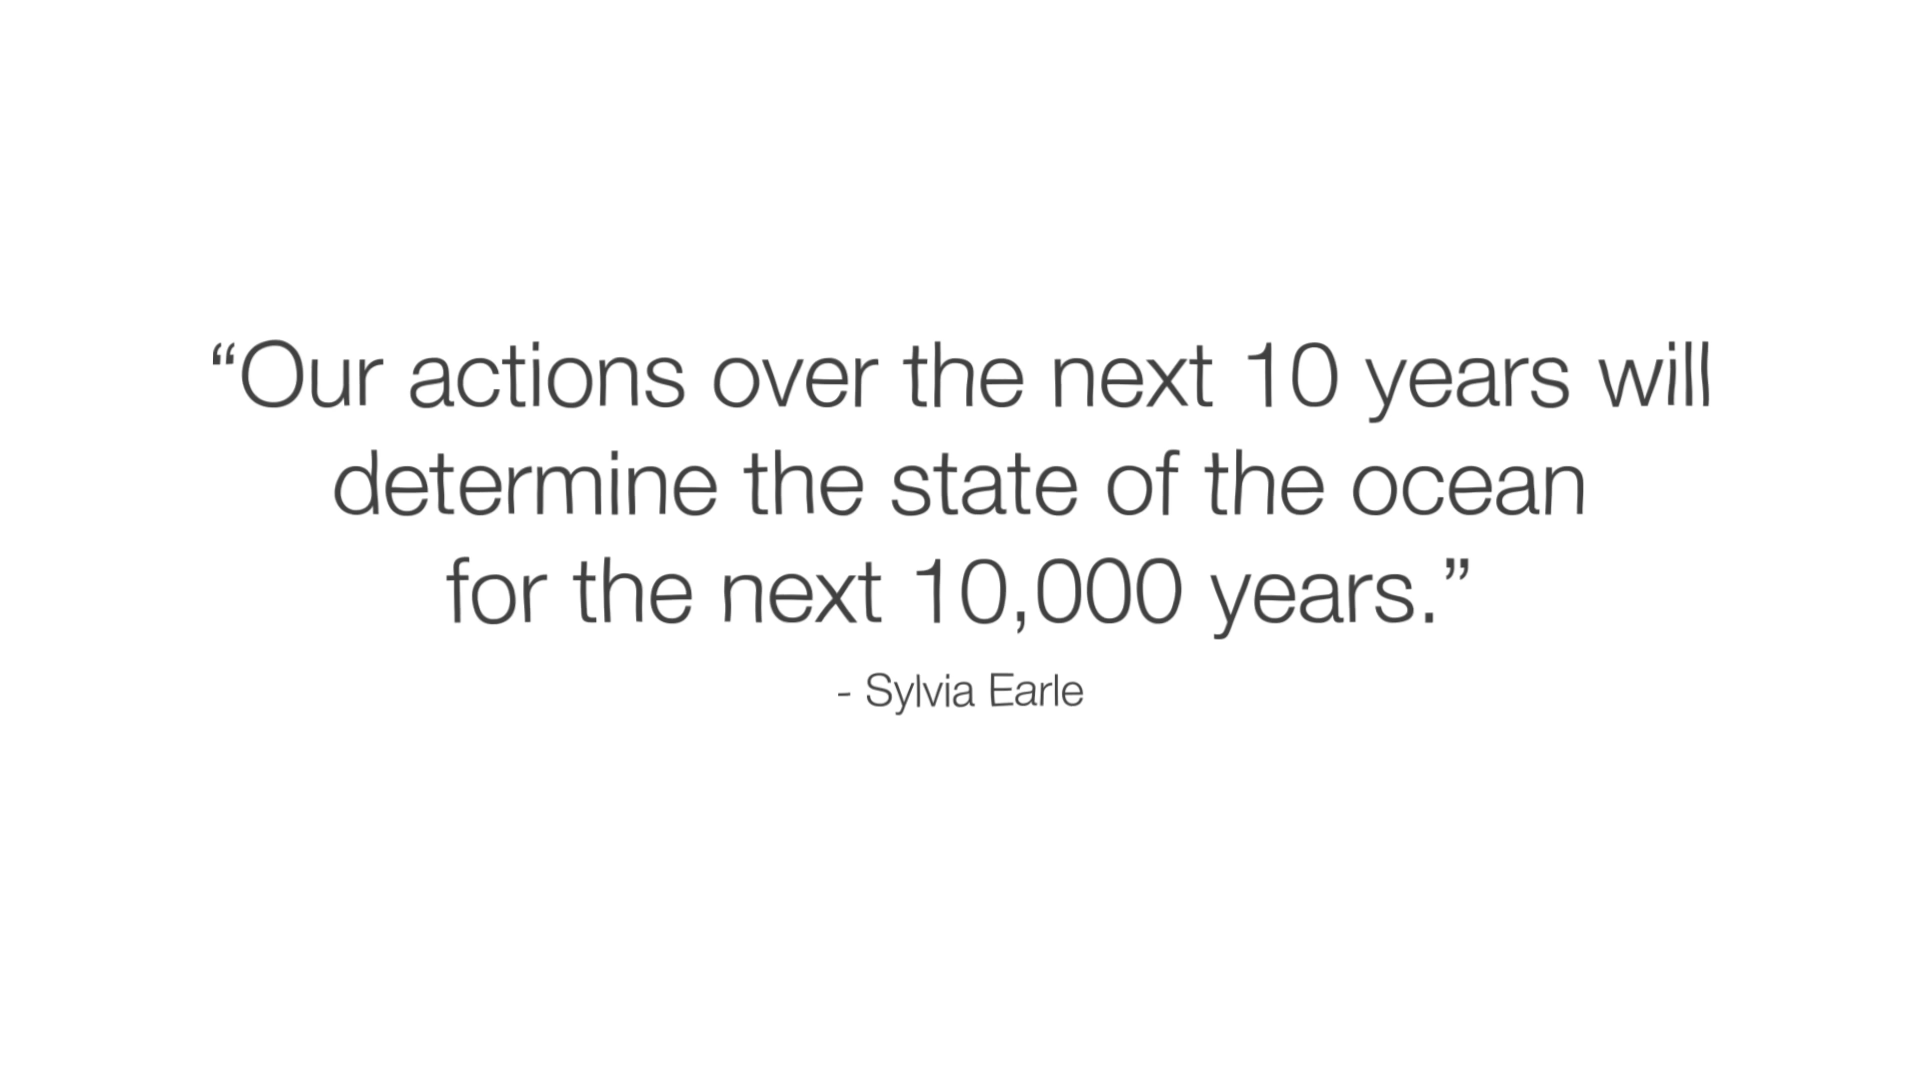 “Our actions over the next 10 years will
determine the state of the ocean
for the next 10,000 years.”
- Sylvia Earle